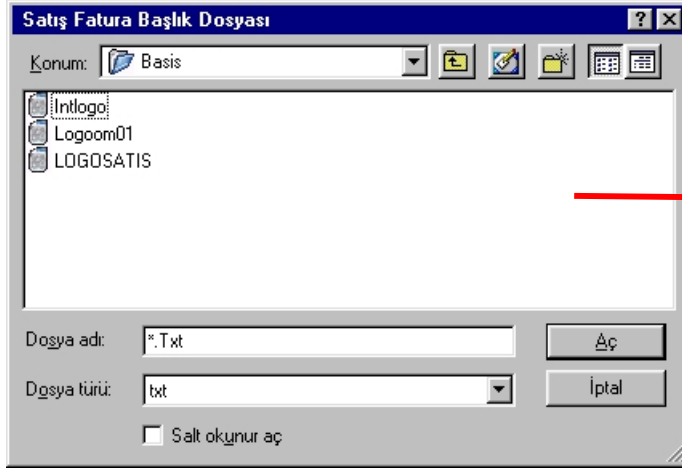 Satış Fatura Başlık Dosyası
Konum: Basis
Intlogo
Logoom01
LOGOSATIS
Dosya adı: *.Txt Aç
Dosya türü: txt İptal
Salt okunur aç